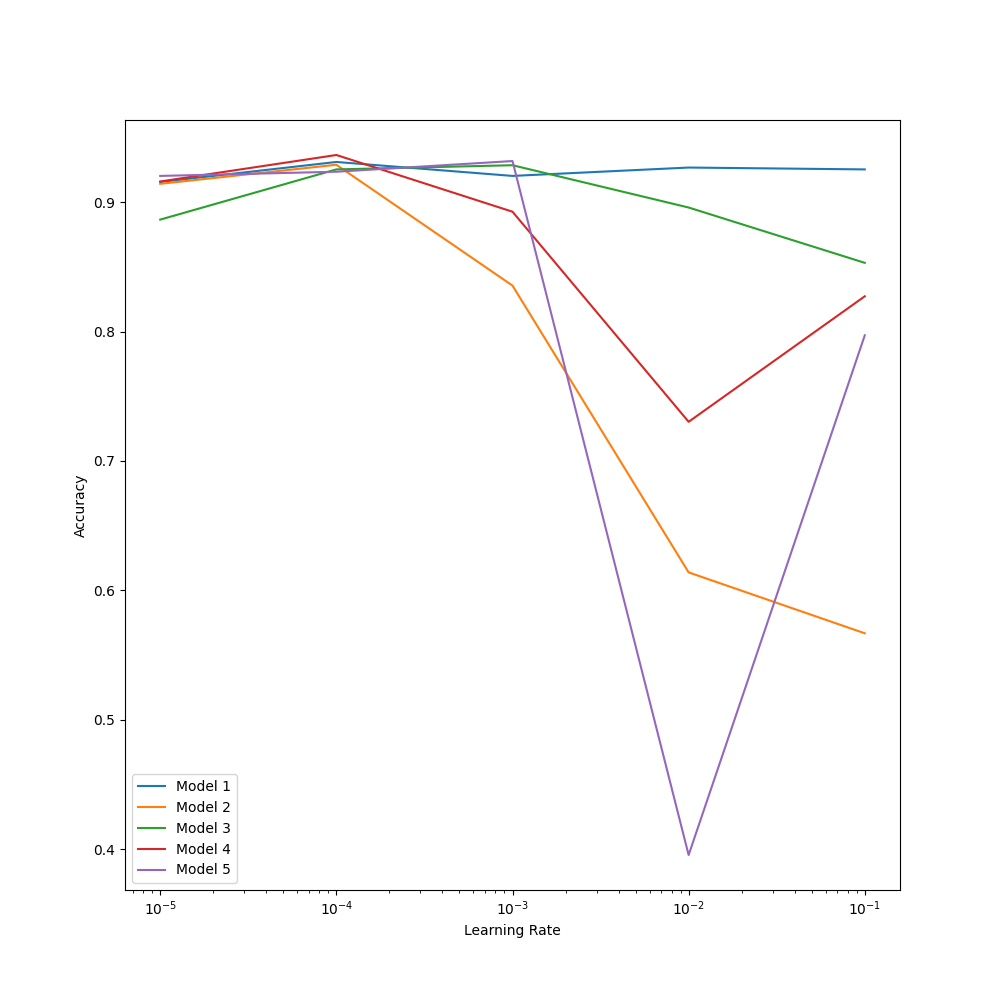 0.9
0.8
0.7
0.6
0.5
0.4
Accuracy
Model 1
Model 2
Model 3
Model 4
Model 5
10⁻⁵ 10⁻⁴ 10⁻³ 10⁻² 10⁻¹
Learning Rate